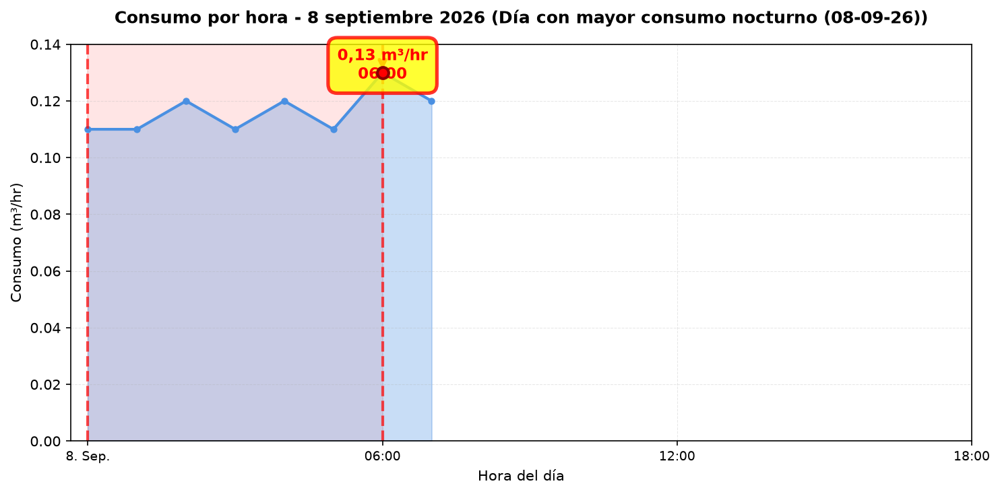 Consumo por hora - 8 septiembre 2026 (Día con mayor consumo nocturno (08-09-26))
0,13 m³/hr
06:00
Consumo (m³/hr)
0.14
0.12
0.10
0.08
0.06
0.04
0.02
0.00
8. Sep.
06:00
12:00
18:00
Hora del día